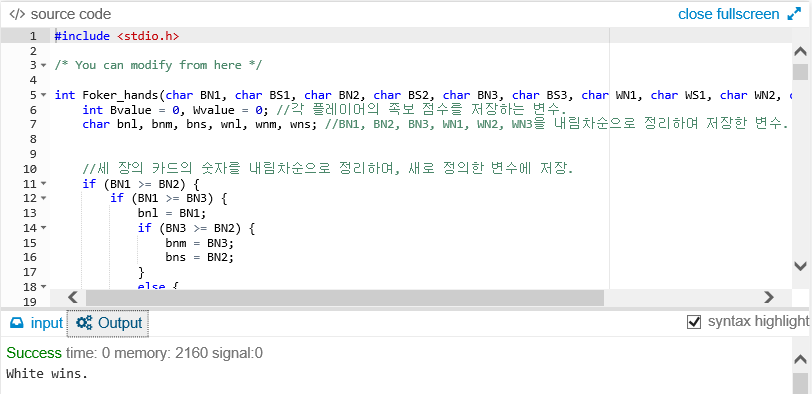 </> source code
close fullscreen
1 #include <stdio.h>
2
3 /* You can modify from here */
4
5 int Foker_hands(char BN1, char BS1, char BN2, char BS2, char BN3, char BS3, char WN1, char WS1, char WN2,
6 int Bvalue = 0, Wvalue = 0; //각 플레이어의 족보 점수를 저장하는 변수.
7 char bnl, bnm, bns, wnl, wnm, wns; //BN1, BN2, BN3, WN1, WN2, WN3을 내림차순으로 정리하여 저장한 변수.
8
9
10 //세 장의 카드의 숫자를 내림차순으로 정리하여, 새로 정의한 변수에 저장.
11 if (BN1 >= BN2) {
12 if (BN1 >= BN3) {
13 bnl = BN1;
14 if (BN3 >= BN2) {
15 bnm = BN3;
16 bns = BN2;
17 }
18 else {
19
input Output
syntax highlight
Success time: 0 memory: 2160 signal:0
White wins.